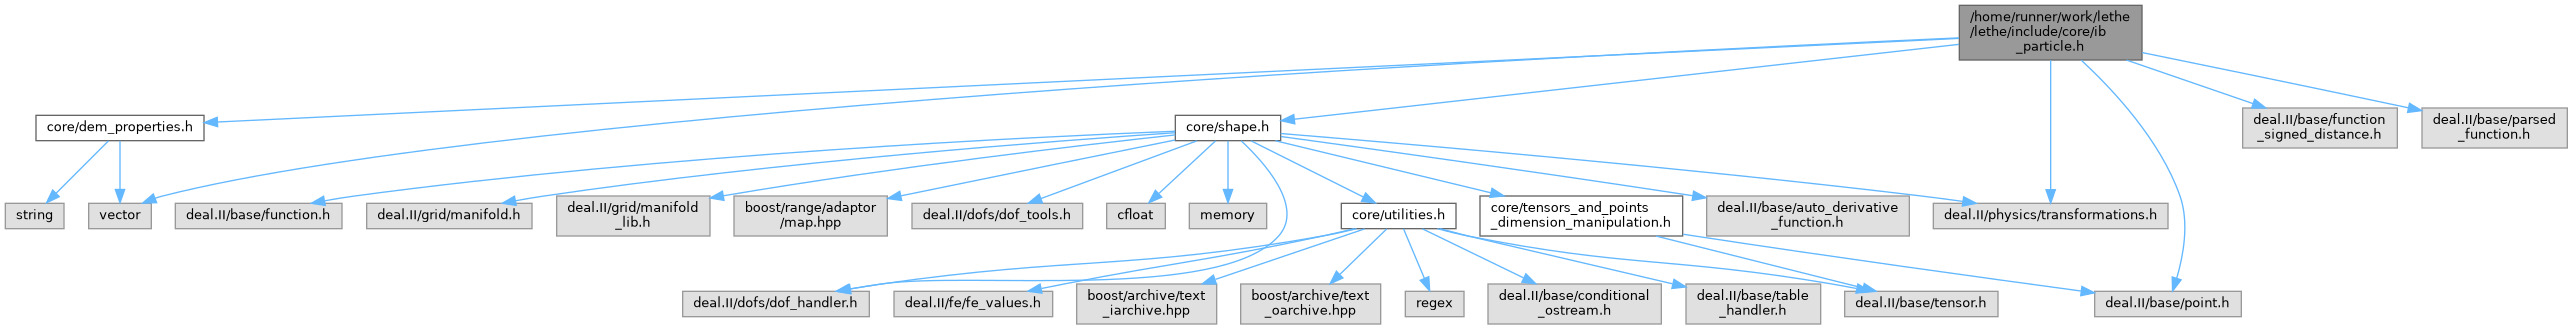 /home/runner/work/lethe
/lethe/include/core/ib
_particle.h
core/dem_properties.h
core/shape.h
deal.II/base/function
_signed_distance.h
deal.II/base/parsed
_function.h
string
vector
deal.II/base/function.h
deal.II/grid/manifold.h
deal.II/grid/manifold
_lib.h
boost/range/adaptor
/map.hpp
deal.II/dofs/dof_tools.h
cfloat
memory
core/utilities.h
core/tensors_and_points
_dimension_manipulation.h
deal.II/base/auto_derivative
_function.h
deal.II/physics/transformations.h
deal.II/dofs/dof_handler.h
deal.II/fe/fe_values.h
boost/archive/text
_iarchive.hpp
boost/archive/text
_oarchive.hpp
regex
deal.II/base/conditional
_ostream.h
deal.II/base/table
_handler.h
deal.II/base/tensor.h
deal.II/base/point.h